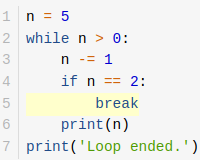 1 n = 5
2 while n > 0:
3     n -= 1
4     if n == 2:
5         break
6     print(n)
7 print('Loop ended.')